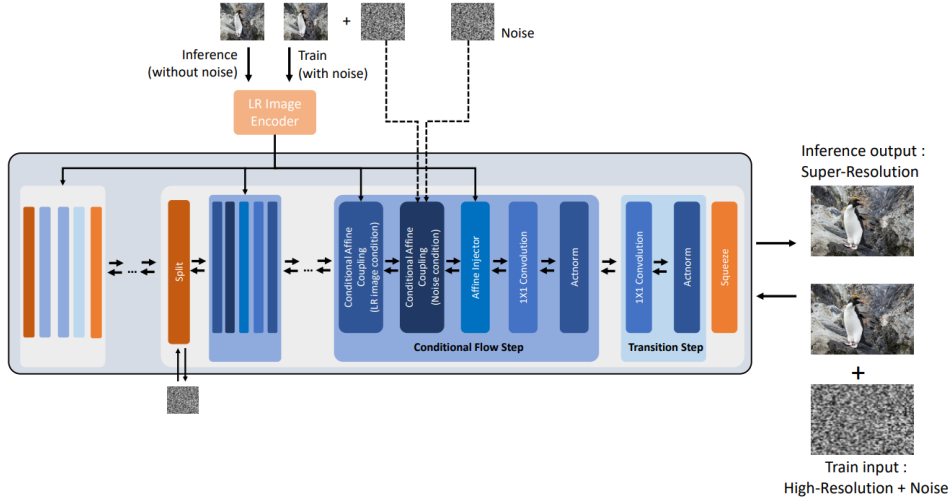 +
Noise
Inference
(without noise)
Train
(with noise)
LR Image
Encoder
Inference output :
Super-Resolution
...
Split
...
Conditional Affine
Coupling
(LR image condition)
Conditional Affine
Coupling
(Noise condition)
Affine Injector
1X1 Convolution
Actnorm
1X1 Convolution
Actnorm
Squeeze
Conditional Flow Step
Transition Step
+
Train input :
High-Resolution + Noise